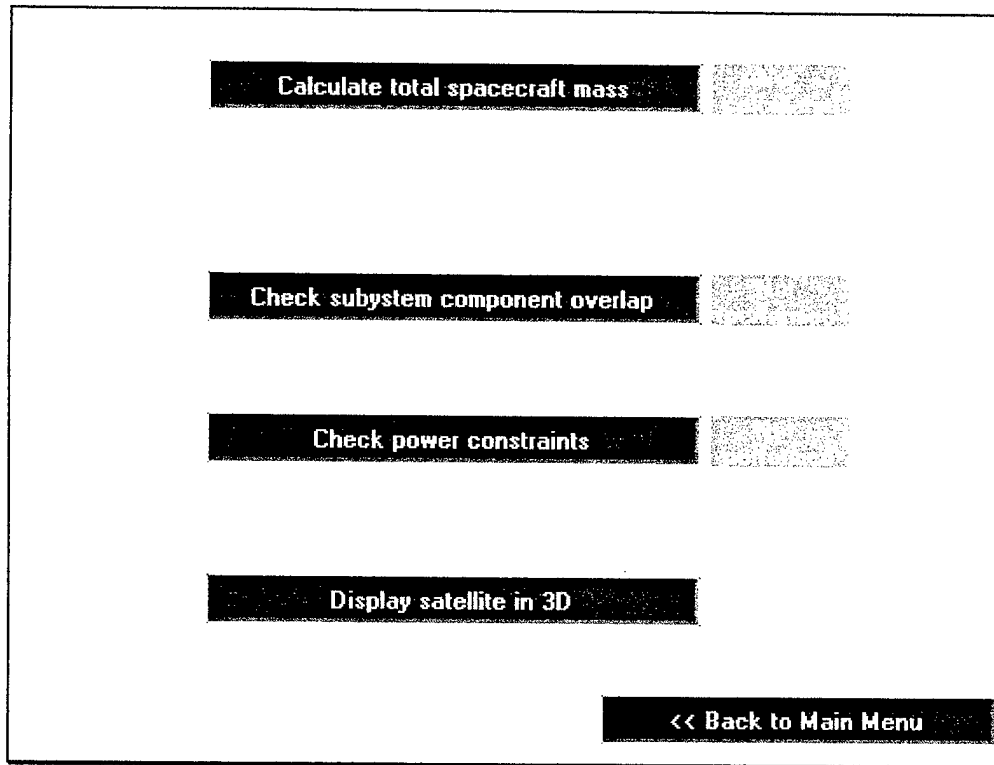 Calculate total spacecraft mass
Check subystem component overlap
Check power constraints
Display satellite in 3D
<< Back to Main Menu